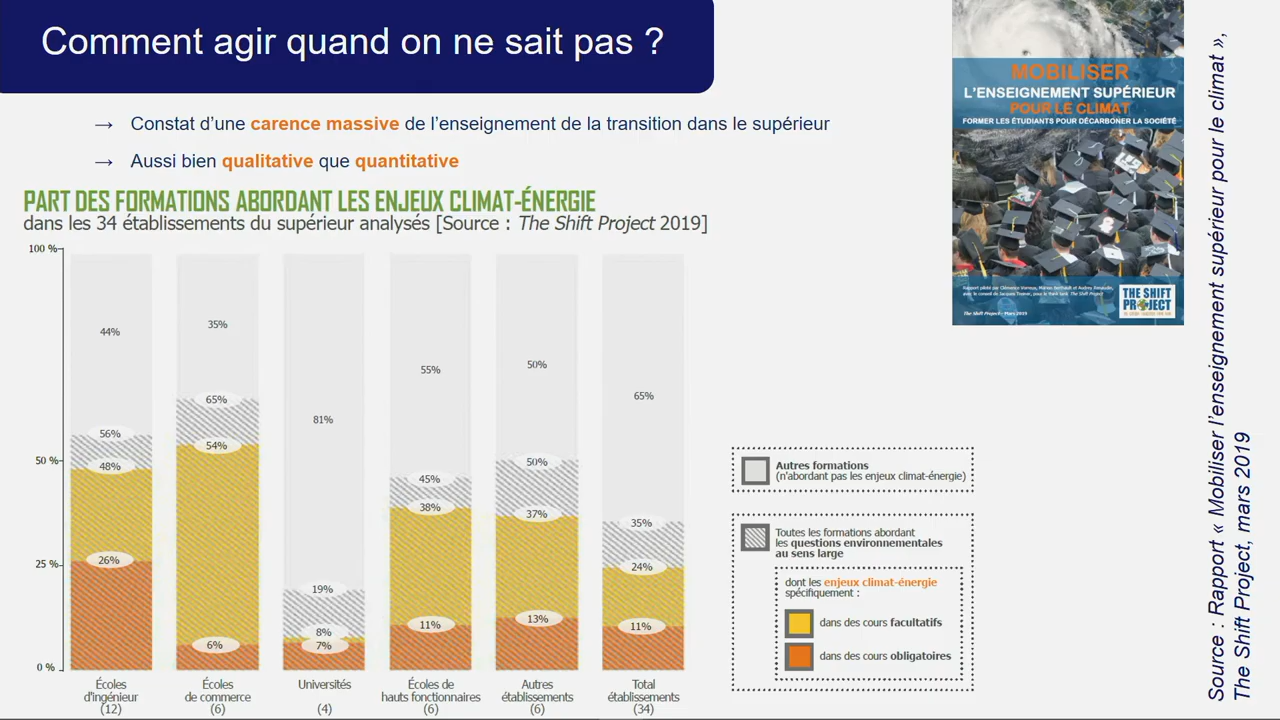 Comment agir quand on ne sait pas ?
→ Constat d’une carence massive de l’enseignement de la transition dans le supérieur
→ Aussi bien qualitative que quantitative
PART DES FORMATIONS ABORDANT LES ENJEUX CLIMAT-ÉNERGIE
dans les 34 établissements du supérieur analysés [Source : The Shift Project 2019]
100 %
50 %
25 %
0 %
44%
56%
48%
26%
35%
65%
54%
6%
81%
19%
8%
7%
55%
45%
38%
11%
50%
50%
37%
13%
65%
35%
24%
11%
Écoles
d'ingénieur
(12)
Écoles
de commerce
(6)
Universités
(4)
Écoles de
hauts fonctionnaires
(6)
Autres
établissements
(6)
Total
établissements
(34)
Autres formations
(n'abordant pas les enjeux climat-énergie)
Toutes les formations abordant
les questions environnementales
au sens large
dont les enjeux climat-énergie
spécifiquement :
dans des cours facultatifs
dans des cours obligatoires
MOBILISER
L'ENSEIGNEMENT SUPÉRIEUR
POUR LE CLIMAT
FORMER LES ÉTUDIANTS POUR DÉCARBONER LA SOCIÉTÉ
The Shift Project - Mars 2019
THE SHIFT
PROJECT
Source : Rapport « Mobiliser l’enseignement supérieur pour le climat »,
The Shift Project, mars 2019